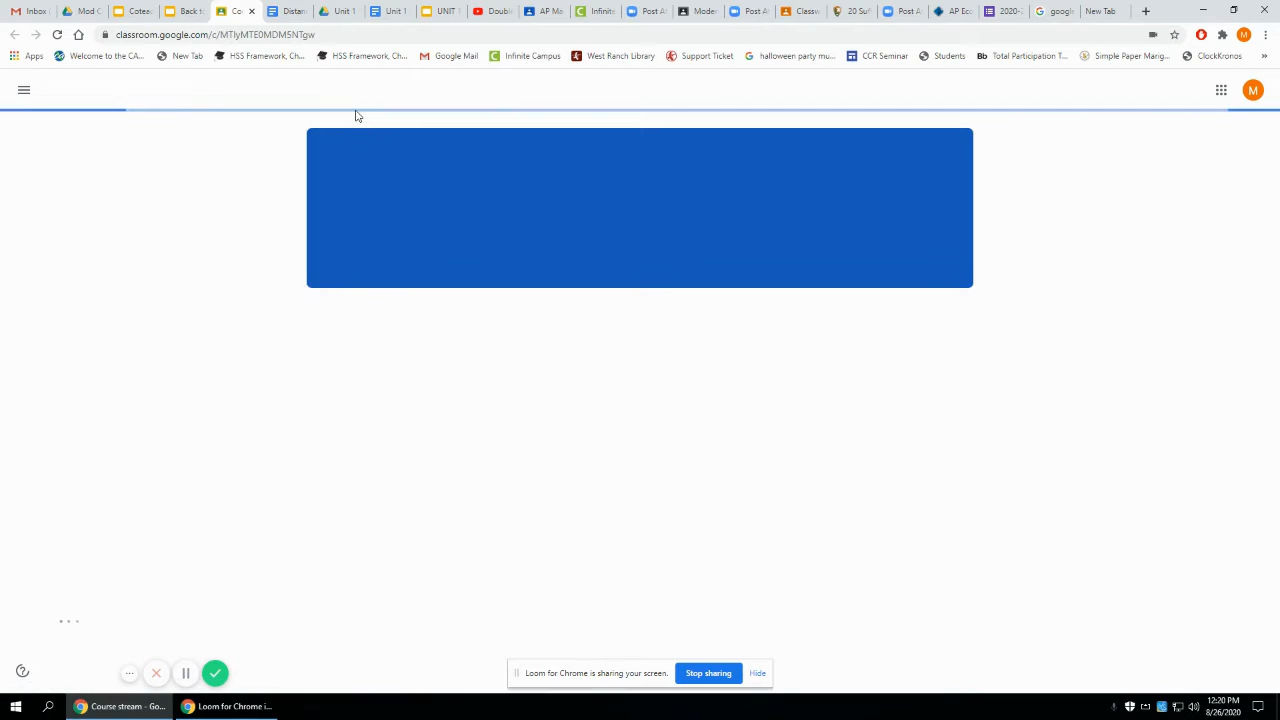 Inbox Mod C Cotea Back t Co Distan Unit 1 Unit 1 UNIT Doubl AP Ma Infinit Post A Mode Post A Classv 20 Su Post A AP Ec 2020- google New Tab
classroom.google.com/c/MTIyMTE0MDM5NTgw
Apps Welcome to the CA... New Tab HSS Framework, Ch... HSS Framework, Ch... Google Mail Infinite Campus West Ranch Library Support Ticket halloween party mu... CCR Seminar Students Bb Total Participation T... Simple Paper Marig... ClockKronos »
M
Loom for Chrome is sharing your screen. Stop sharing Hide
Course stream - Go... Loom for Chrome i... 12:20 PM
8/26/2020